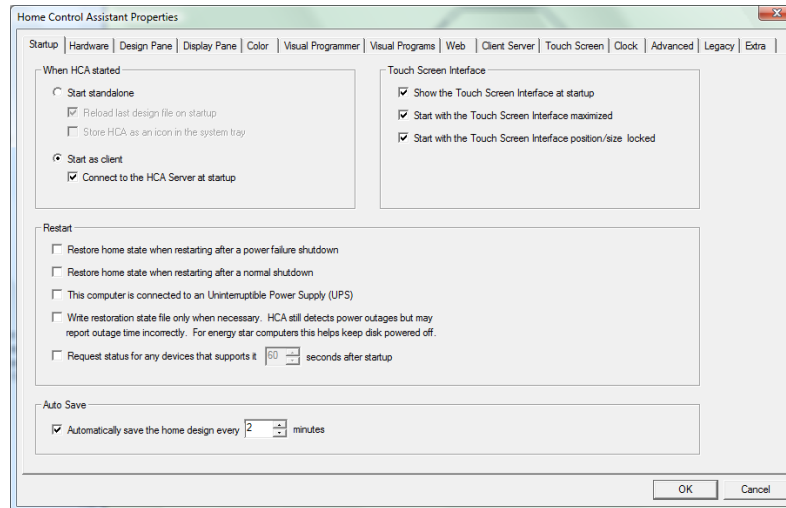 Home Control Assistant Properties
Startup Hardware Design Pane Display Pane Color Visual Programmer Visual Programs Web Client Server Touch Screen Clock Advanced Legacy Extra
When HCA started
Start standalone
Reload last design file on startup
Store HCA as an icon in the system tray
Start as client
Connect to the HCA Server at startup
Touch Screen Interface
Show the Touch Screen Interface at startup
Start with the Touch Screen Interface maximized
Start with the Touch Screen Interface position/size locked
Restart
Restore home state when restarting after a power failure shutdown
Restore home state when restarting after a normal shutdown
This computer is connected to an Uninterruptible Power Supply (UPS)
Write restoration state file only when necessary. HCA still detects power outages but may
report outage time incorrectly. For energy star computers this helps keep disk powered off.
Request status for any devices that supports it 60 seconds after startup
Auto Save
Automatically save the home design every 2 minutes
OK Cancel